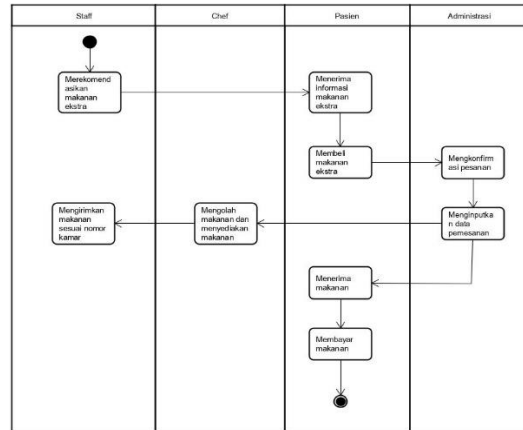 Staff
Chef
Pasien
Administrasi
Merekomend
asikan
makanan
ekstra
Menerima
informasi
makanan
ekstra
Membeli
makanan
ekstra
Mengkonfirm
asi pesanan
Mengirimkan
makanan
sesuai nomor
kamar
Mengolah
makanan dan
menyediakan
makanan
Menginputka
n data
pemesanan
Menerima
makanan
Membayar
makanan